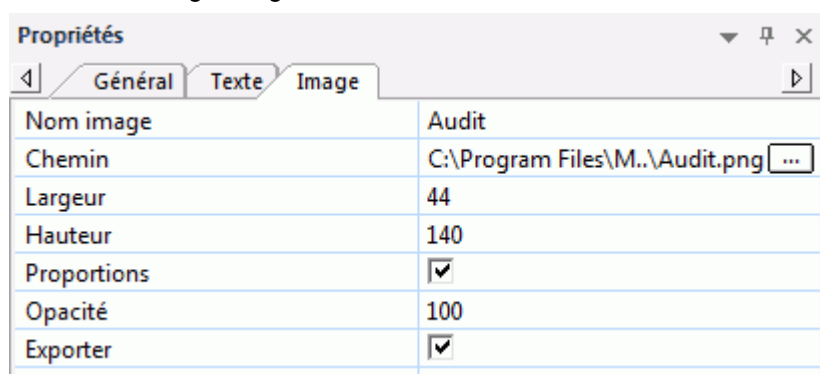 Propriétés
Général Texte Image
Nom image Audit
Chemin C:\Program Files\M..\Audit.png ...
Largeur 44
Hauteur 140
Proportions
Opacité 100
Exporter